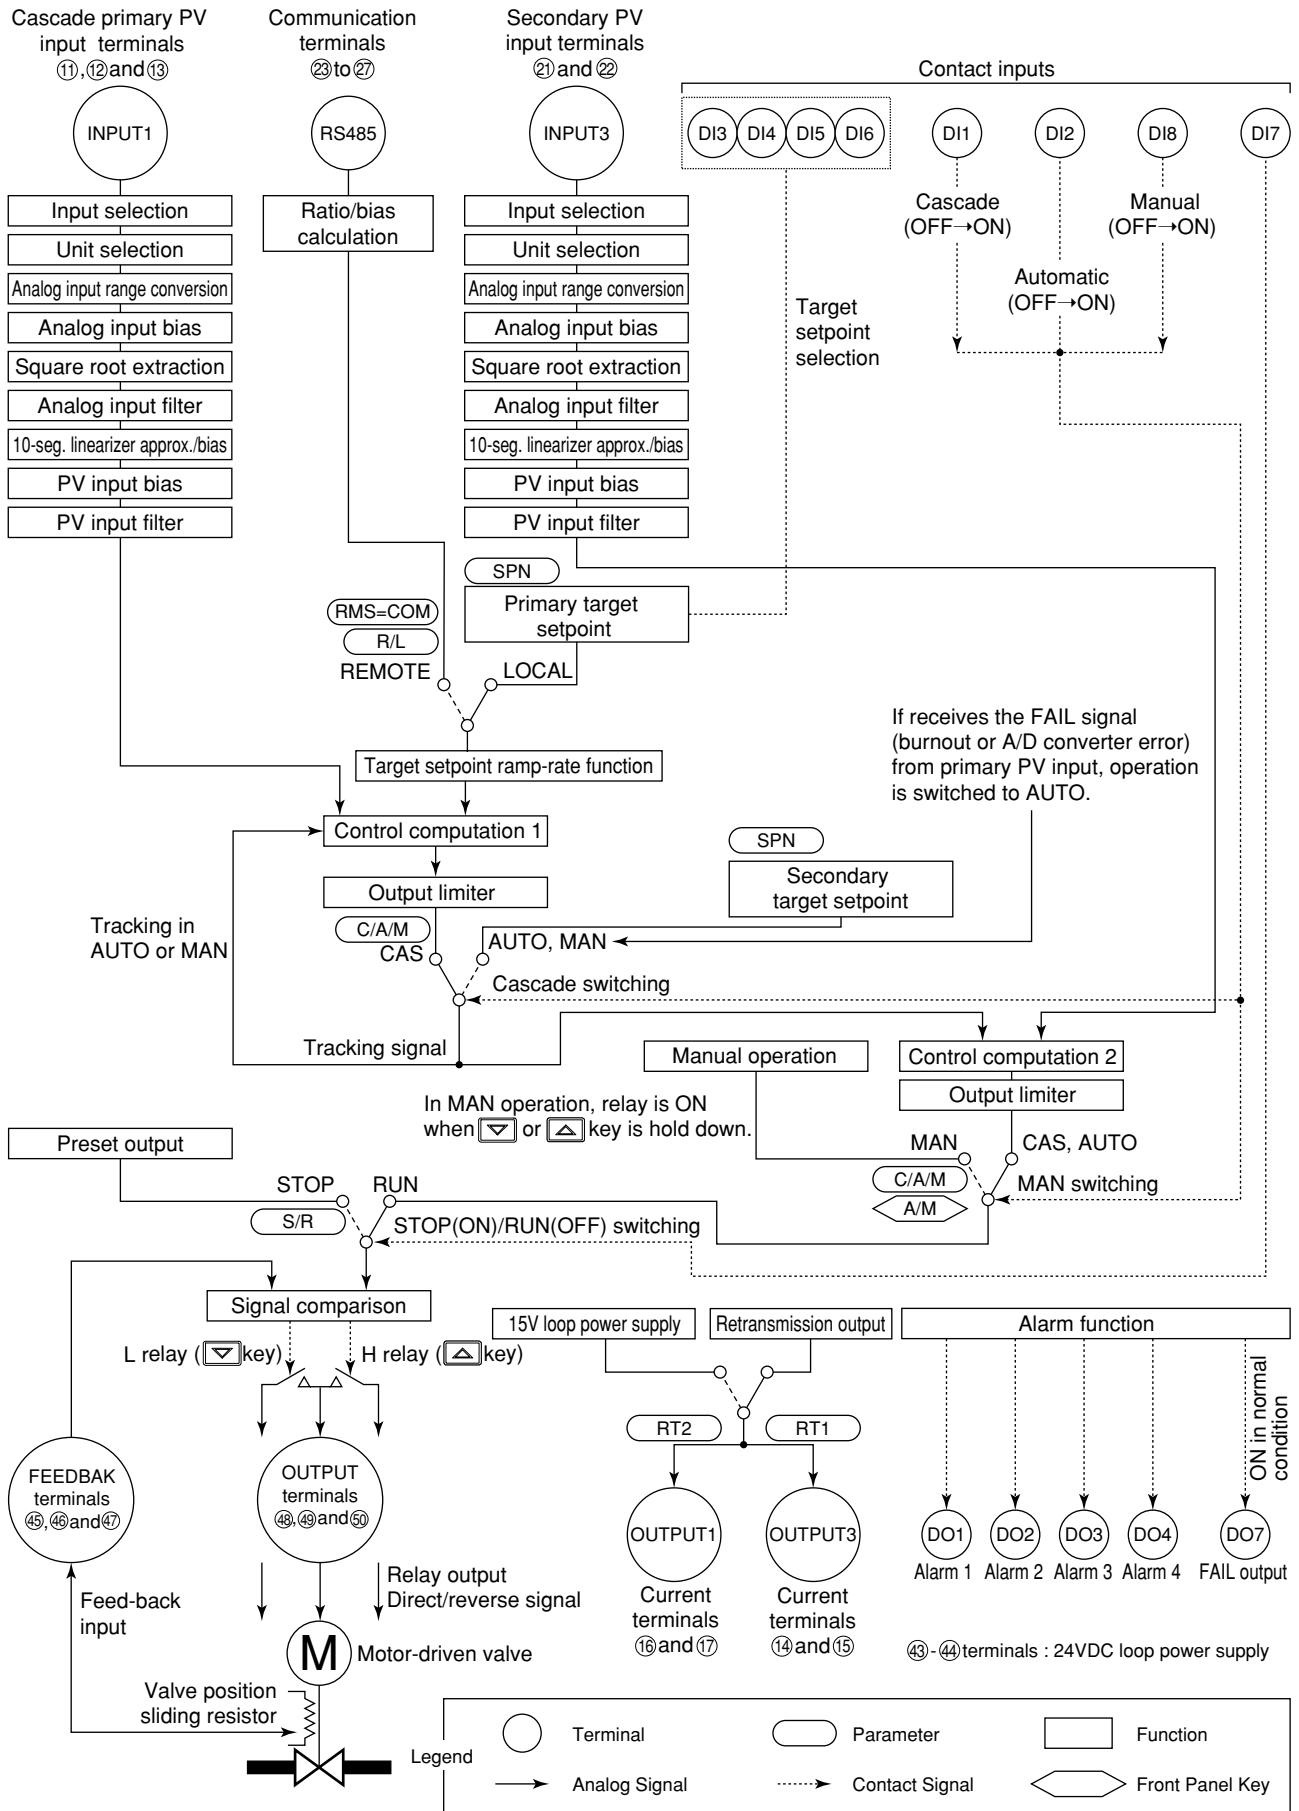 Cascade primary PV
input terminals
⑪,⑫and⑬
Communication
terminals
㉓to㉗
Secondary PV
input terminals
㉑and㉒
Contact inputs
INPUT1
RS485
INPUT3
DI3
DI4
DI5
DI6
DI1
DI2
DI8
DI7
Input selection
Unit selection
Analog input range conversion
Analog input bias
Square root extraction
Analog input filter
10-seg. linearizer approx./bias
PV input bias
PV input filter
Ratio/bias
calculation
Input selection
Unit selection
Analog input range conversion
Analog input bias
Square root extraction
Analog input filter
10-seg. linearizer approx./bias
PV input bias
PV input filter
Cascade
(OFF→ON)
Manual
(OFF→ON)
Automatic
(OFF→ON)
Target
setpoint
selection
SPN
Primary target
setpoint
RMS=COM
R/L
REMOTE
LOCAL
If receives the FAIL signal
(burnout or A/D converter error)
from primary PV input, operation
is switched to AUTO.
Target setpoint ramp-rate function
Control computation 1
SPN
Secondary
target setpoint
Output limiter
Tracking in
AUTO or MAN
C/A/M
CAS
AUTO, MAN
Cascade switching
Tracking signal
Manual operation
Control computation 2
Output limiter
In MAN operation, relay is ON
when ▽ or △ key is hold down.
Preset output
MAN
CAS, AUTO
C/A/M
A/M
MAN switching
STOP
RUN
S/R
STOP(ON)/RUN(OFF) switching
Signal comparison
L relay (▽key)
H relay (△key)
15V loop power supply
Retransmission output
Alarm function
RT2
RT1
ON in normal
condition
FEEDBAK
terminals
㊺,㊻and㊼
OUTPUT
terminals
㊽,㊾and㊿
OUTPUT1
OUTPUT3
DO1
DO2
DO3
DO4
DO7
Alarm 1
Alarm 2
Alarm 3
Alarm 4
FAIL output
Current
terminals
⑯and⑰
Current
terminals
⑭and⑮
Feed-back
input
Relay output
Direct/reverse signal
M
Motor-driven valve
㊸-㊹terminals : 24VDC loop power supply
Valve position
sliding resistor
Legend
Terminal
Parameter
Function
Analog Signal
Contact Signal
Front Panel Key